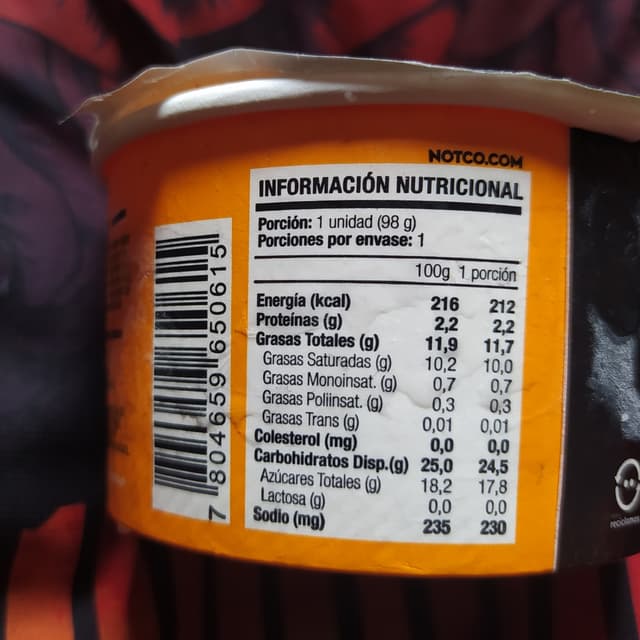 NOTCO.COM
INFORMACIÓN NUTRICIONAL
Porción: 1 unidad (98 g)
Porciones por envase: 1
100g 1 porción
Energía (kcal) 216 212
Proteínas (g) 2,2 2,2
Grasas Totales (g) 11,9 11,7
Grasas Saturadas (g) 10,2 10,0
Grasas Monoinsat. (g) 0,7 0,7
Grasas Poliinsat. (g) 0,3 0,3
Grasas Trans (g) 0,01 0,01
Colesterol (mg) 0,0 0,0
Carbohidratos Disp.(g) 25,0 24,5
Azúcares Totales (g) 18,2 17,8
Lactosa (g) 0,0 0,0
Sodio (mg) 235 230
7 804659 650615